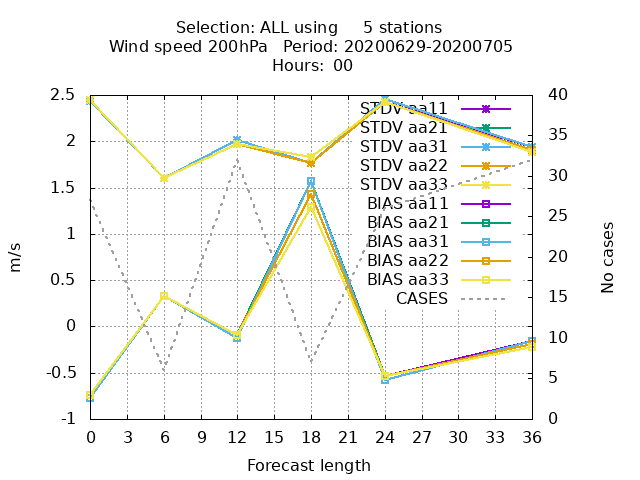 Selection: ALL using     5 stations
Wind speed 200hPa   Period: 20200629-20200705
Hours:  00
2.5
2
1.5
1
0.5
0
-0.5
-1
m/s
40
35
30
25
20
15
10
5
0
No cases
STDV aa11
STDV aa21
STDV aa31
STDV aa22
STDV aa33
BIAS aa11
BIAS aa21
BIAS aa31
BIAS aa22
BIAS aa33
CASES
0 3 6 9 12 15 18 21 24 27 30 33 36
Forecast length